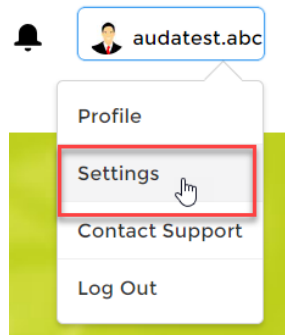 audatest.abc
Profile
Settings
Contact Support
Log Out